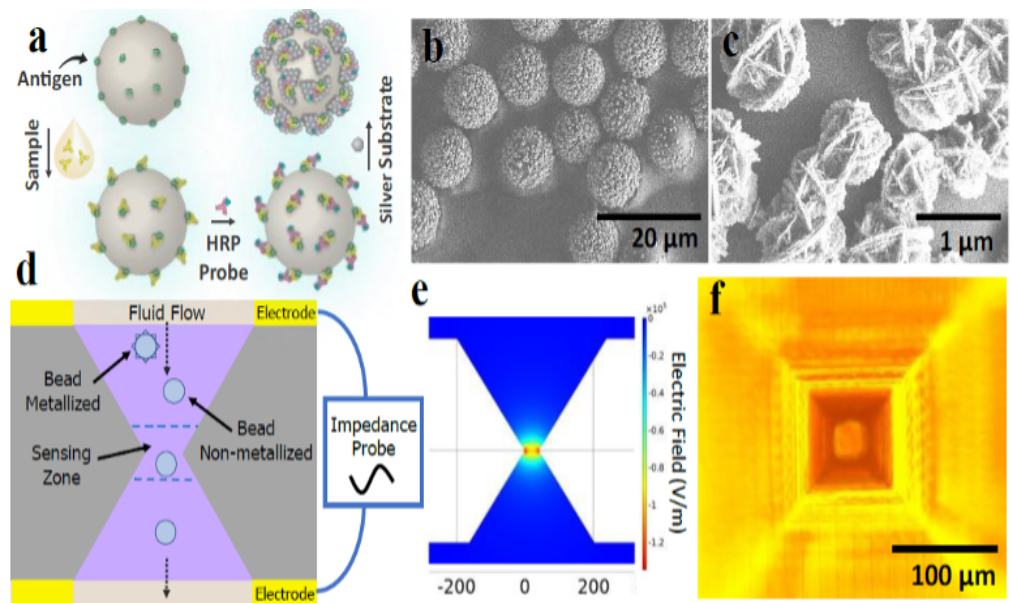 a
Antigen
Sample
HRP
Probe
Silver Substrate
b
20 µm
c
1 µm
d
Fluid Flow
Electrode
Bead
Metallized
Bead
Non-metallized
Sensing
Zone
Impedance
Probe
Electrode
e
×10⁵
0
-0.2
-0.4
-0.6
-0.8
-1
-1.2
Electric Field (V/m)
-200 0 200
f
100 µm